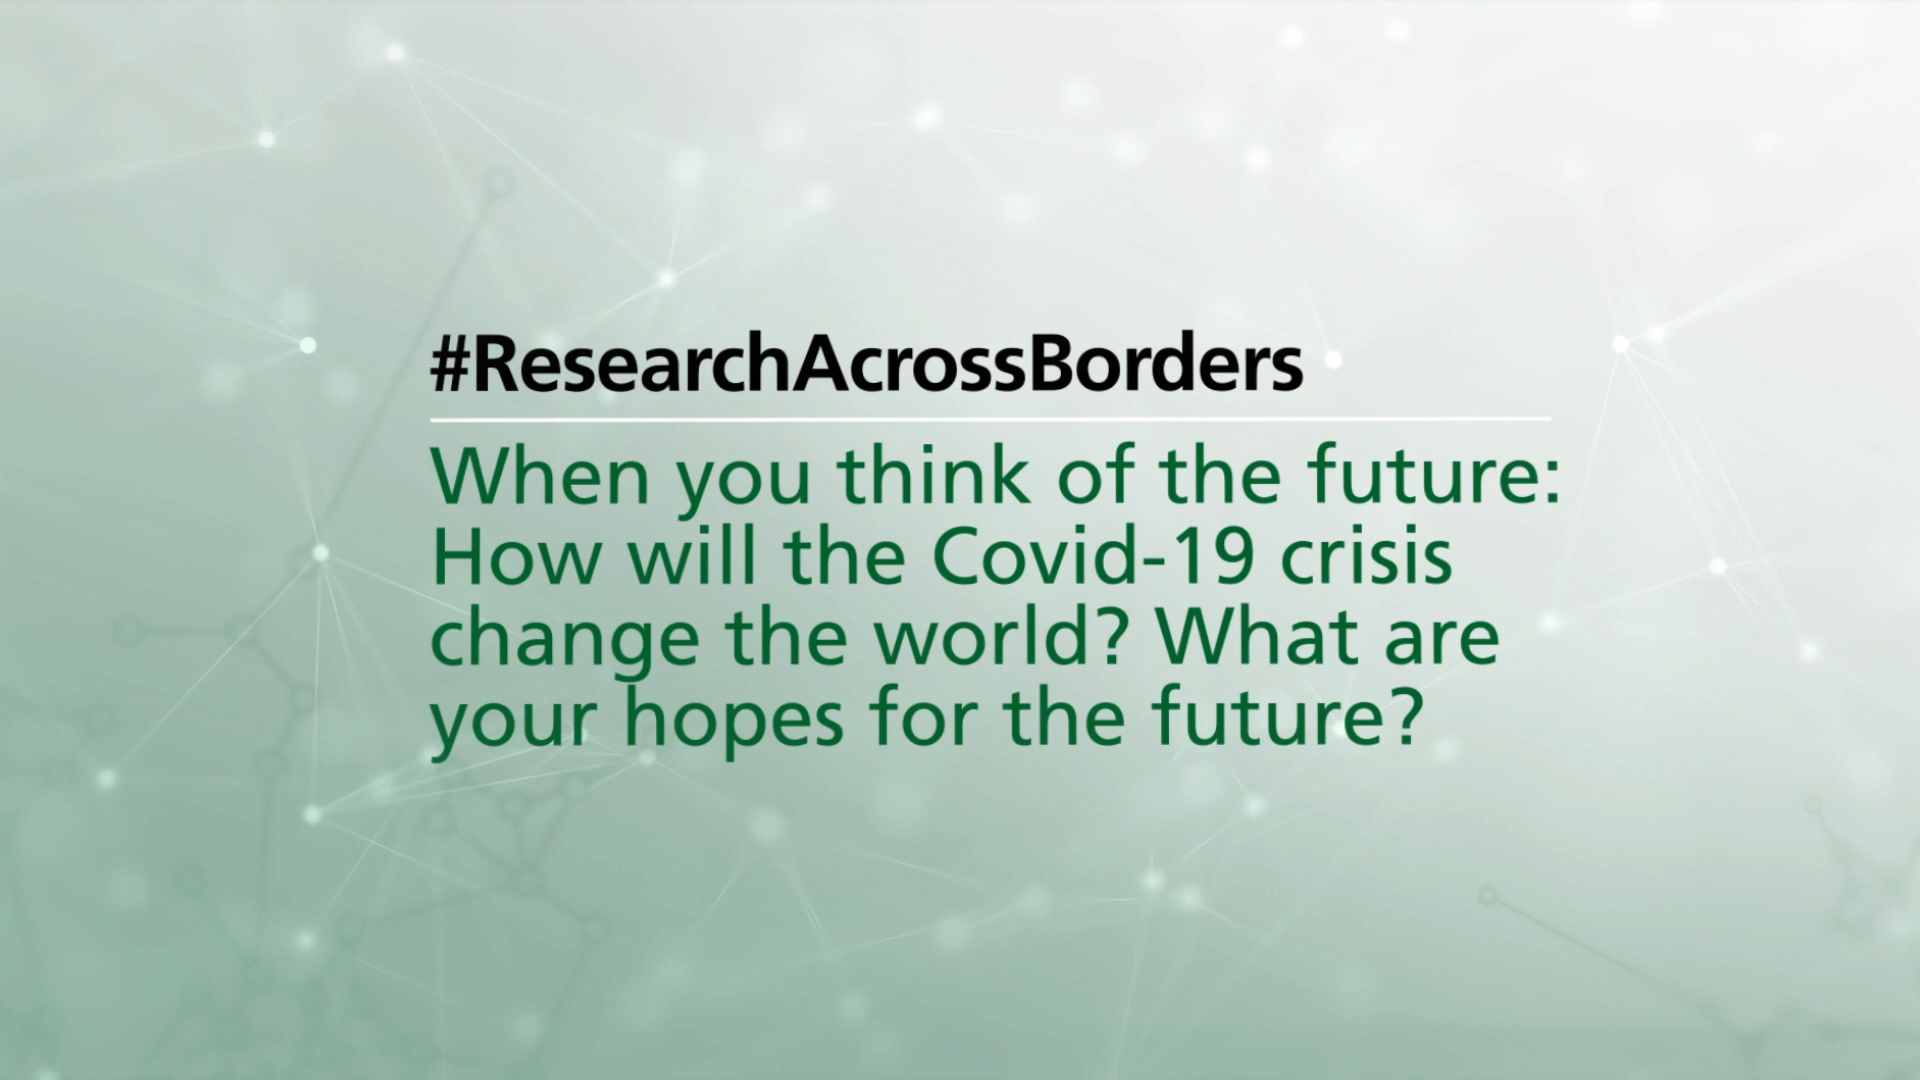 #ResearchAcrossBorders
When you think of the future:
How will the Covid-19 crisis
change the world? What are
your hopes for the future?